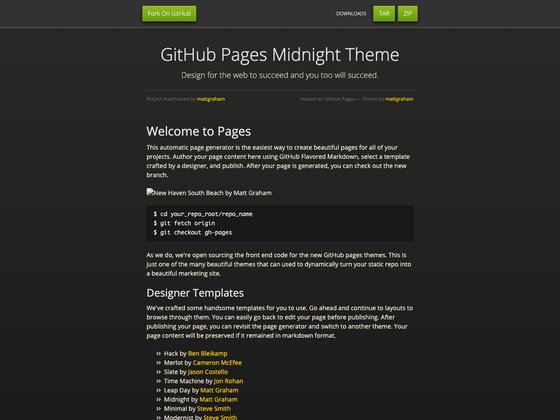 Fork On GitHub
DOWNLOADS
TAR
ZIP
GitHub Pages Midnight Theme
Design for the web to succeed and you too will succeed.
Project maintained by mattgraham
Hosted on GitHub Pages — Theme by mattgraham
Welcome to Pages
This automatic page generator is the easiest way to create beautiful pages for all of your
projects. Author your page content here using GitHub Flavored Markdown, select a template
crafted by a designer, and publish. After your page is generated, you can check out the new
branch.
New Haven South Beach by Matt Graham
$ cd your_repo_root/repo_name
$ git fetch origin
$ git checkout gh-pages
As we do, we're open sourcing the front end code for the new GitHub pages themes. This is
just one of the many beautiful themes that can used to dynamically turn your static repo into
a beautiful marketing site.
Designer Templates
We've crafted some handsome templates for you to use. Go ahead and continue to layouts to
browse through them. You can easily go back to edit your page before publishing. After
publishing your page, you can revisit the page generator and switch to another theme. Your
page content will be preserved if it remained in markdown format.
›› Hack by Ben Bleikamp
›› Merlot by Cameron McEfee
›› Slate by Jason Costello
›› Time Machine by Jon Rohan
›› Leap Day by Matt Graham
›› Midnight by Matt Graham
›› Minimal by Steve Smith
›› Modernist by Steve Smith